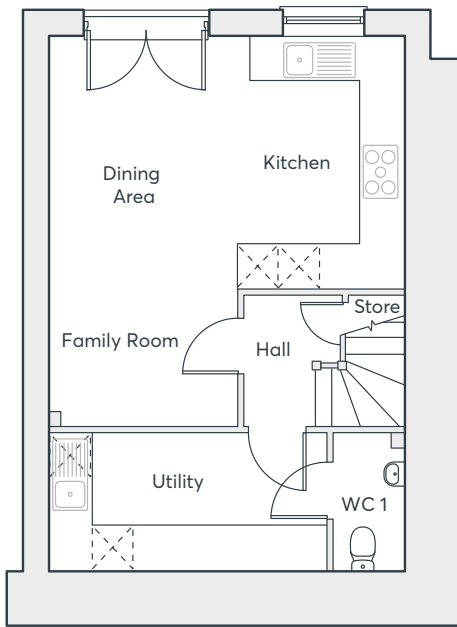 Kitchen
Dining
Area
Store
Family Room
Hall
Utility
WC 1